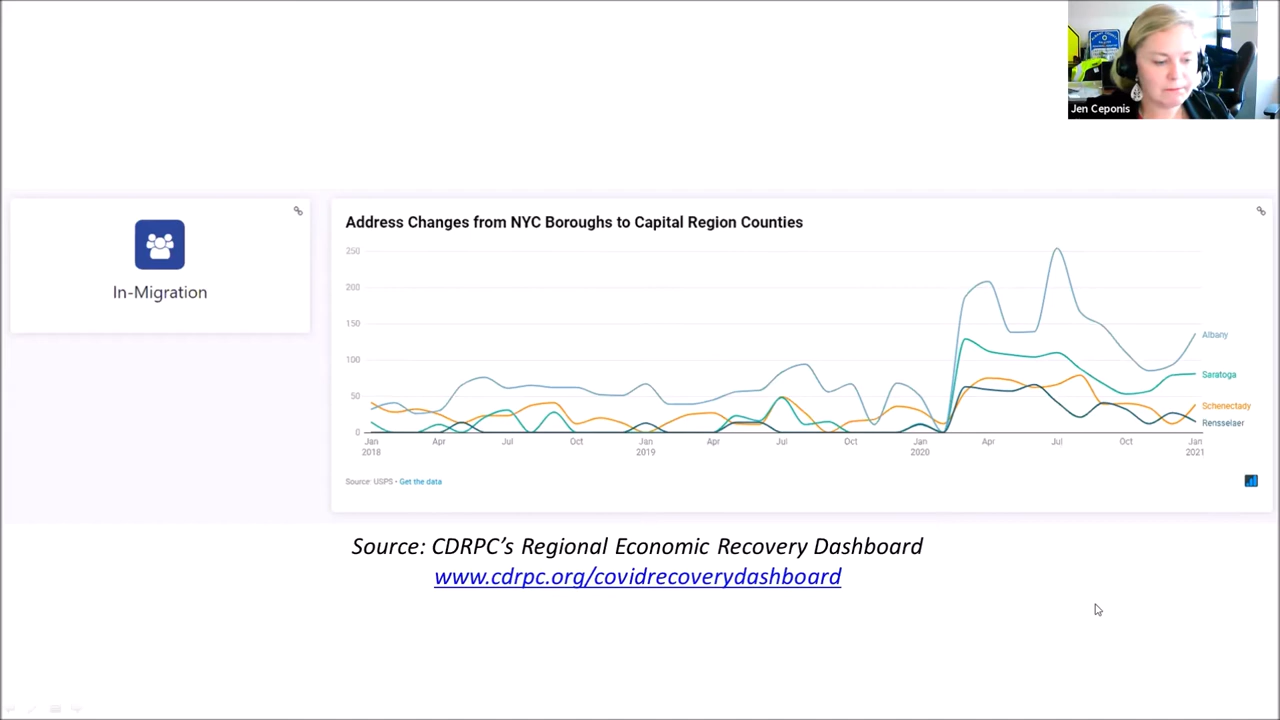 Jen Ceponis
In-Migration
Address Changes from NYC Boroughs to Capital Region Counties
250
200
150
100
50
0
Jan Apr Jul Oct Jan Apr Jul Oct Jan Apr Jul Oct Jan
2018 2019 2020 2021
Albany
Saratoga
Schenectady
Rensselaer
Source: USPS • Get the data
Source: CDRPC’s Regional Economic Recovery Dashboard
www.cdrpc.org/covidrecoverydashboard